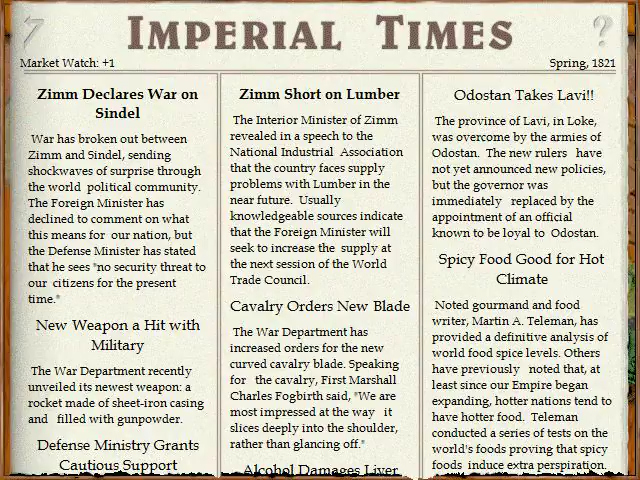 IMPERIAL TIMES
Market Watch: +1
Spring, 1821
Zimm Declares War on
Sindel
War has broken out between
Zimm and Sindel, sending
shockwaves of surprise through
the world political community.
The Foreign Minister has
declined to comment on what
this means for our nation, but
the Defense Minister has stated
that he sees "no security threat to
our citizens for the present
time."
New Weapon a Hit with
Military
The War Department recently
unveiled its newest weapon: a
rocket made of sheet-iron casing
and filled with gunpowder.
Defense Ministry Grants
Cautious Support
Zimm Short on Lumber
The Interior Minister of Zimm
revealed in a speech to the
National Industrial Association
that the country faces supply
problems with Lumber in the
near future. Usually
knowledgeable sources indicate
that the Foreign Minister will
seek to increase the supply at
the next session of the World
Trade Council.
Cavalry Orders New Blade
The War Department has
increased orders for the new
curved cavalry blade. Speaking
for the cavalry, First Marshall
Charles Fogbirth said, "We are
most impressed at the way it
slices deeply into the shoulder,
rather than glancing off."
Alcohol Damages Liver
Odostan Takes Lavi!!
The province of Lavi, in Loke,
was overcome by the armies of
Odostan. The new rulers have
not yet announced new policies,
but the governor was
immediately replaced by the
appointment of an official
known to be loyal to Odostan.
Spicy Food Good for Hot
Climate
Noted gourmand and food
writer, Martin A. Teleman, has
provided a definitive analysis of
world food spice levels. Others
have previously noted that, at
least since our Empire began
expanding, hotter nations tend to
have hotter food. Teleman
conducted a series of tests on the
world's foods proving that spicy
foods induce extra perspiration.